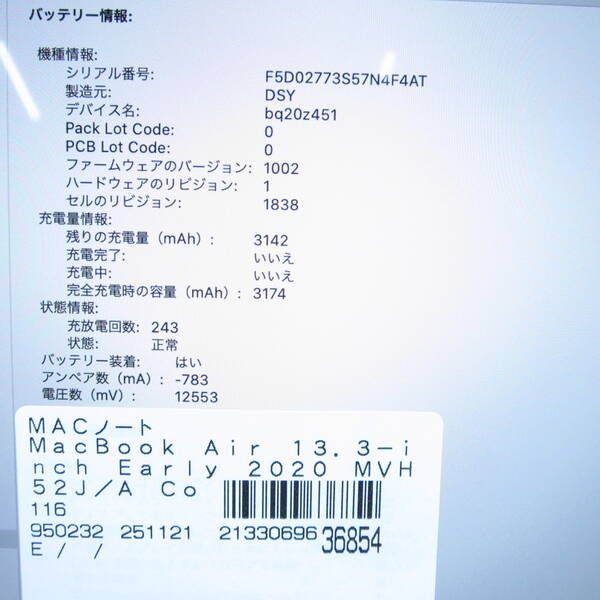 バッテリー情報:
機種情報:
シリアル番号: F5D02773S57N4F4AT
製造元: DSY
デバイス名: bq20z451
Pack Lot Code: 0
PCB Lot Code: 0
ファームウェアのバージョン: 1002
ハードウェアのリビジョン: 1
セルのリビジョン: 1838
充電量情報:
残りの充電量（mAh）: 3142
充電完了: いいえ
充電中: いいえ
完全充電時の容量（mAh）: 3174
状態情報:
充放電回数: 243
状態: 正常
バッテリー装着: はい
アンペア数（mA）: -783
電圧数（mV）: 12553
MACノート
MacBook Air 13.3-i
nch Early 2020 MVH
52J/A Co
116
950232 251121 21330696 36854
E / /